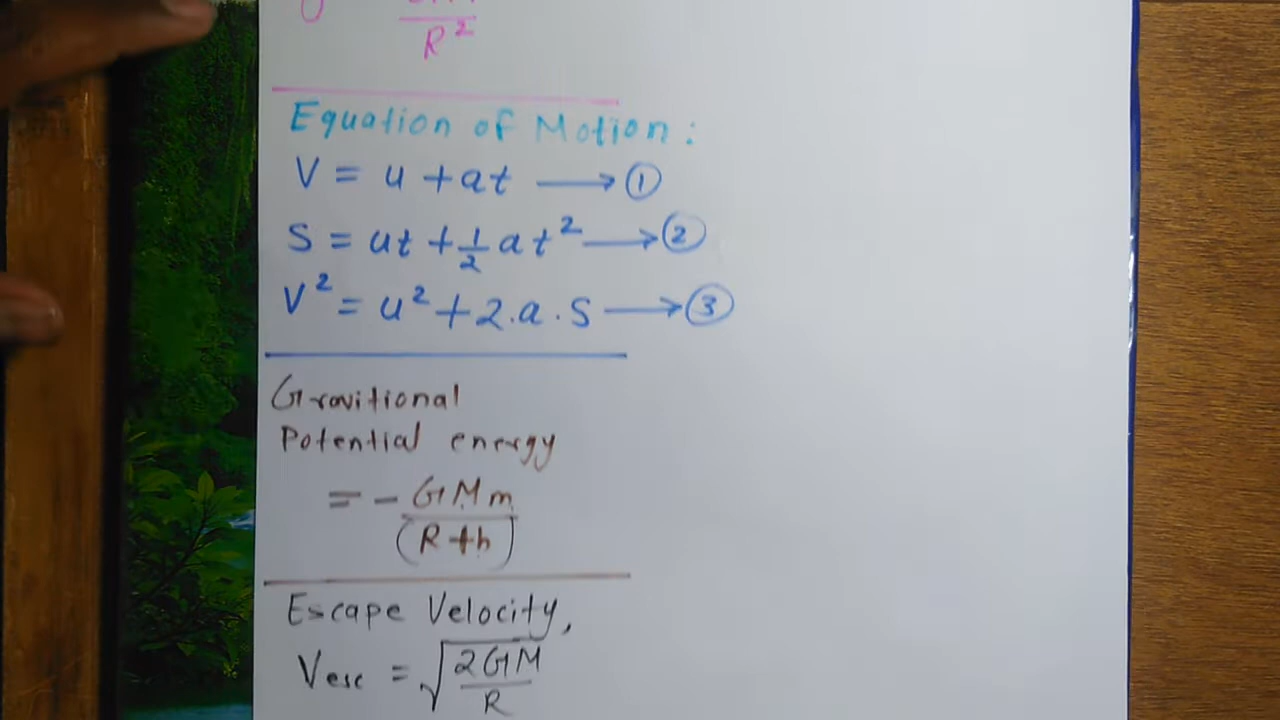 R²
Equation of Motion:
V = u + at ⟶ ①
S = ut + 1/2 at² ⟶ ②
V² = u² + 2.a.S ⟶ ③
Gravitional
Potential energy
= - GMm/(R+h)
Escape Velocity,
Vesc = √(2GM/R)